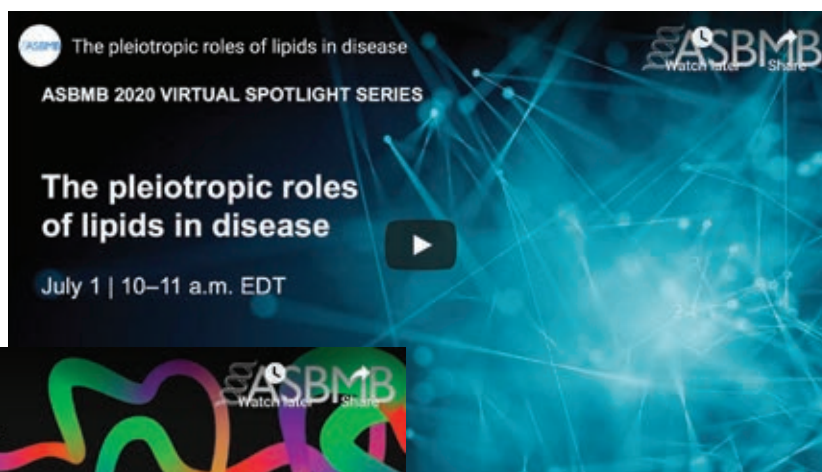 ASBMB
The pleiotropic roles of lipids in disease
ASBMB
Watch later
Share
ASBMB 2020 VIRTUAL SPOTLIGHT SERIES
The pleiotropic roles
of lipids in disease
July 1 | 10–11 a.m. EDT
ASBMB
Watch later
Share